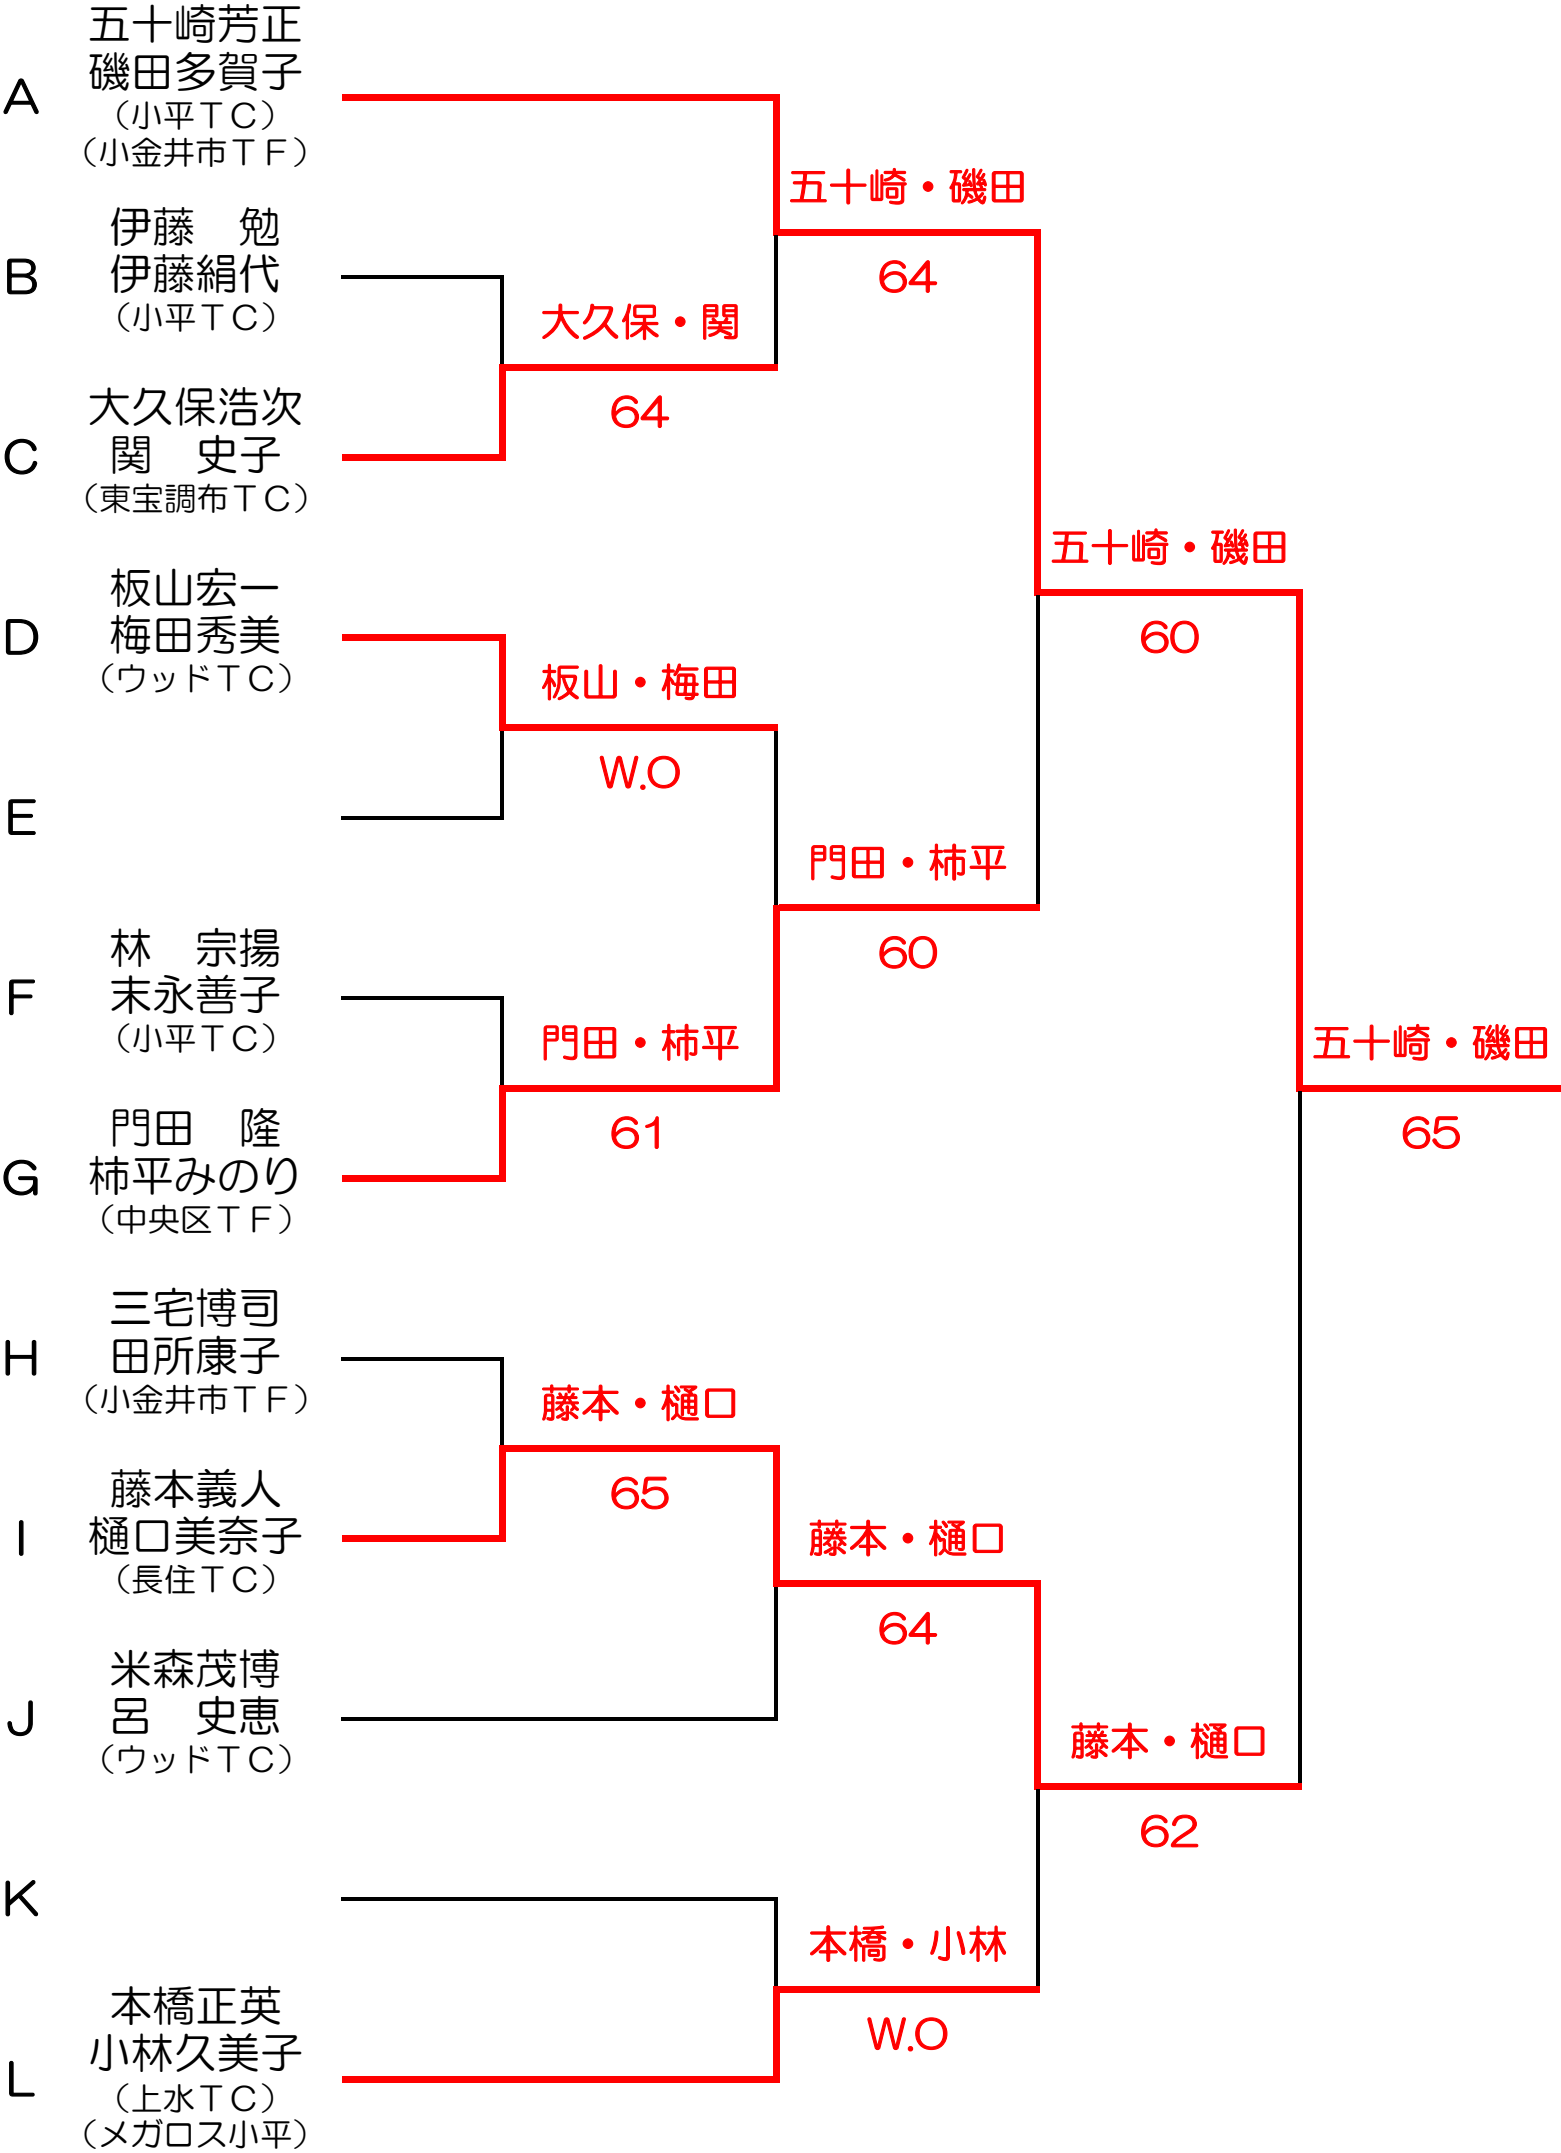 五十崎芳正
A
磯田多賀子
(小平TC)
(小金井市TF)
五十崎・磯田
64
伊藤　勉
B
伊藤絹代
(小平TC)
大久保・関
64
大久保浩次
C
関　史子
(東宝調布TC)
五十崎・磯田
60
板山宏一
D
梅田秀美
(ウッドTC)
板山・梅田
W.O
E
門田・柿平
60
林　宗揚
F
末永善子
(小平TC)
門田・柿平
61
五十崎・磯田
65
門田　隆
G
柿平みのり
(中央区TF)
三宅博司
H
田所康子
(小金井市TF)
藤本・樋口
65
藤本義人
I
樋口美奈子
(長住TC)
藤本・樋口
64
米森茂博
J
呂　史恵
(ウッドTC)
藤本・樋口
62
K
本橋・小林
W.O
本橋正英
L
小林久美子
(上水TC)
(メガロス小平)